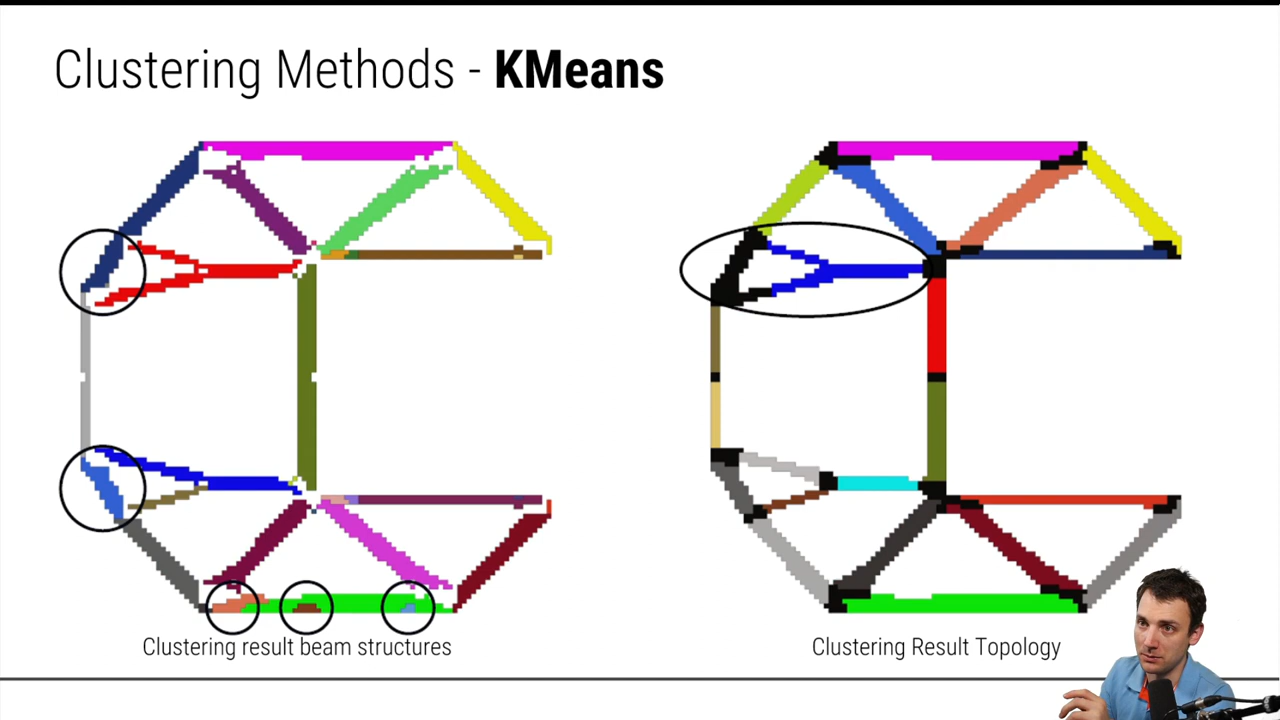 Clustering Methods - KMeans
Clustering result beam structures
Clustering Result Topology